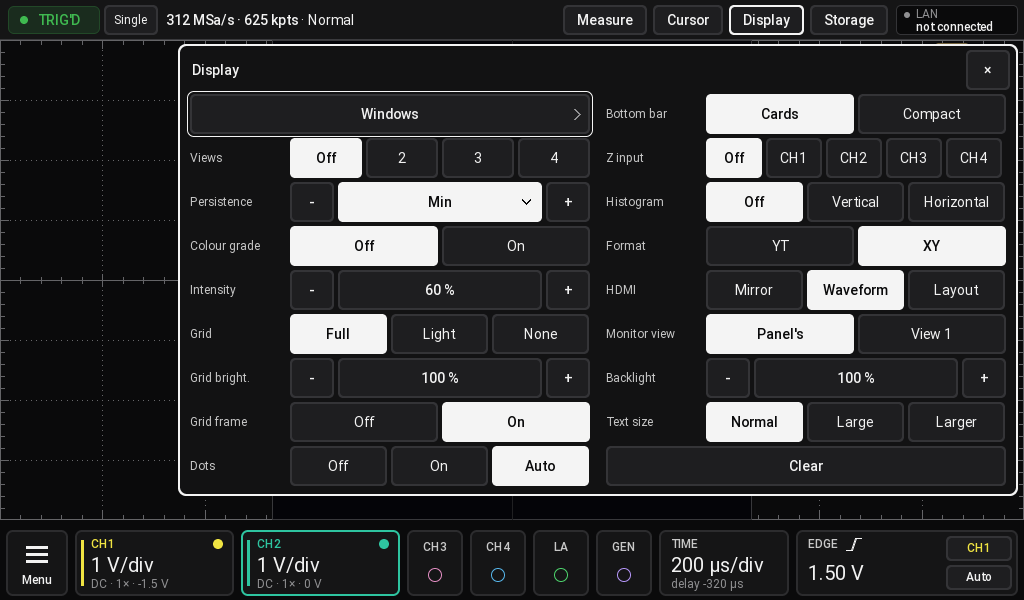 TRIG'D
Single
312 MSa/s · 625 kpts · Normal
Measure
Cursor
Display
Storage
LAN
not connected
Display
×
Windows
Bottom bar
Cards
Compact
Views
Off
2
3
4
Z input
Off
CH1
CH2
CH3
CH4
Persistence
-
Min
+
Histogram
Off
Vertical
Horizontal
Colour grade
Off
On
Format
YT
XY
Intensity
-
60 %
+
HDMI
Mirror
Waveform
Layout
Grid
Full
Light
None
Monitor view
Panel's
View 1
Grid bright.
-
100 %
+
Backlight
-
100 %
+
Grid frame
Off
On
Text size
Normal
Large
Larger
Dots
Off
On
Auto
Clear
Menu
CH1
1 V/div
DC · 1× · -1.5 V
CH2
1 V/div
DC · 1× · 0 V
CH3
CH4
LA
GEN
TIME
200 µs/div
delay -320 µs
EDGE
1.50 V
CH1
Auto